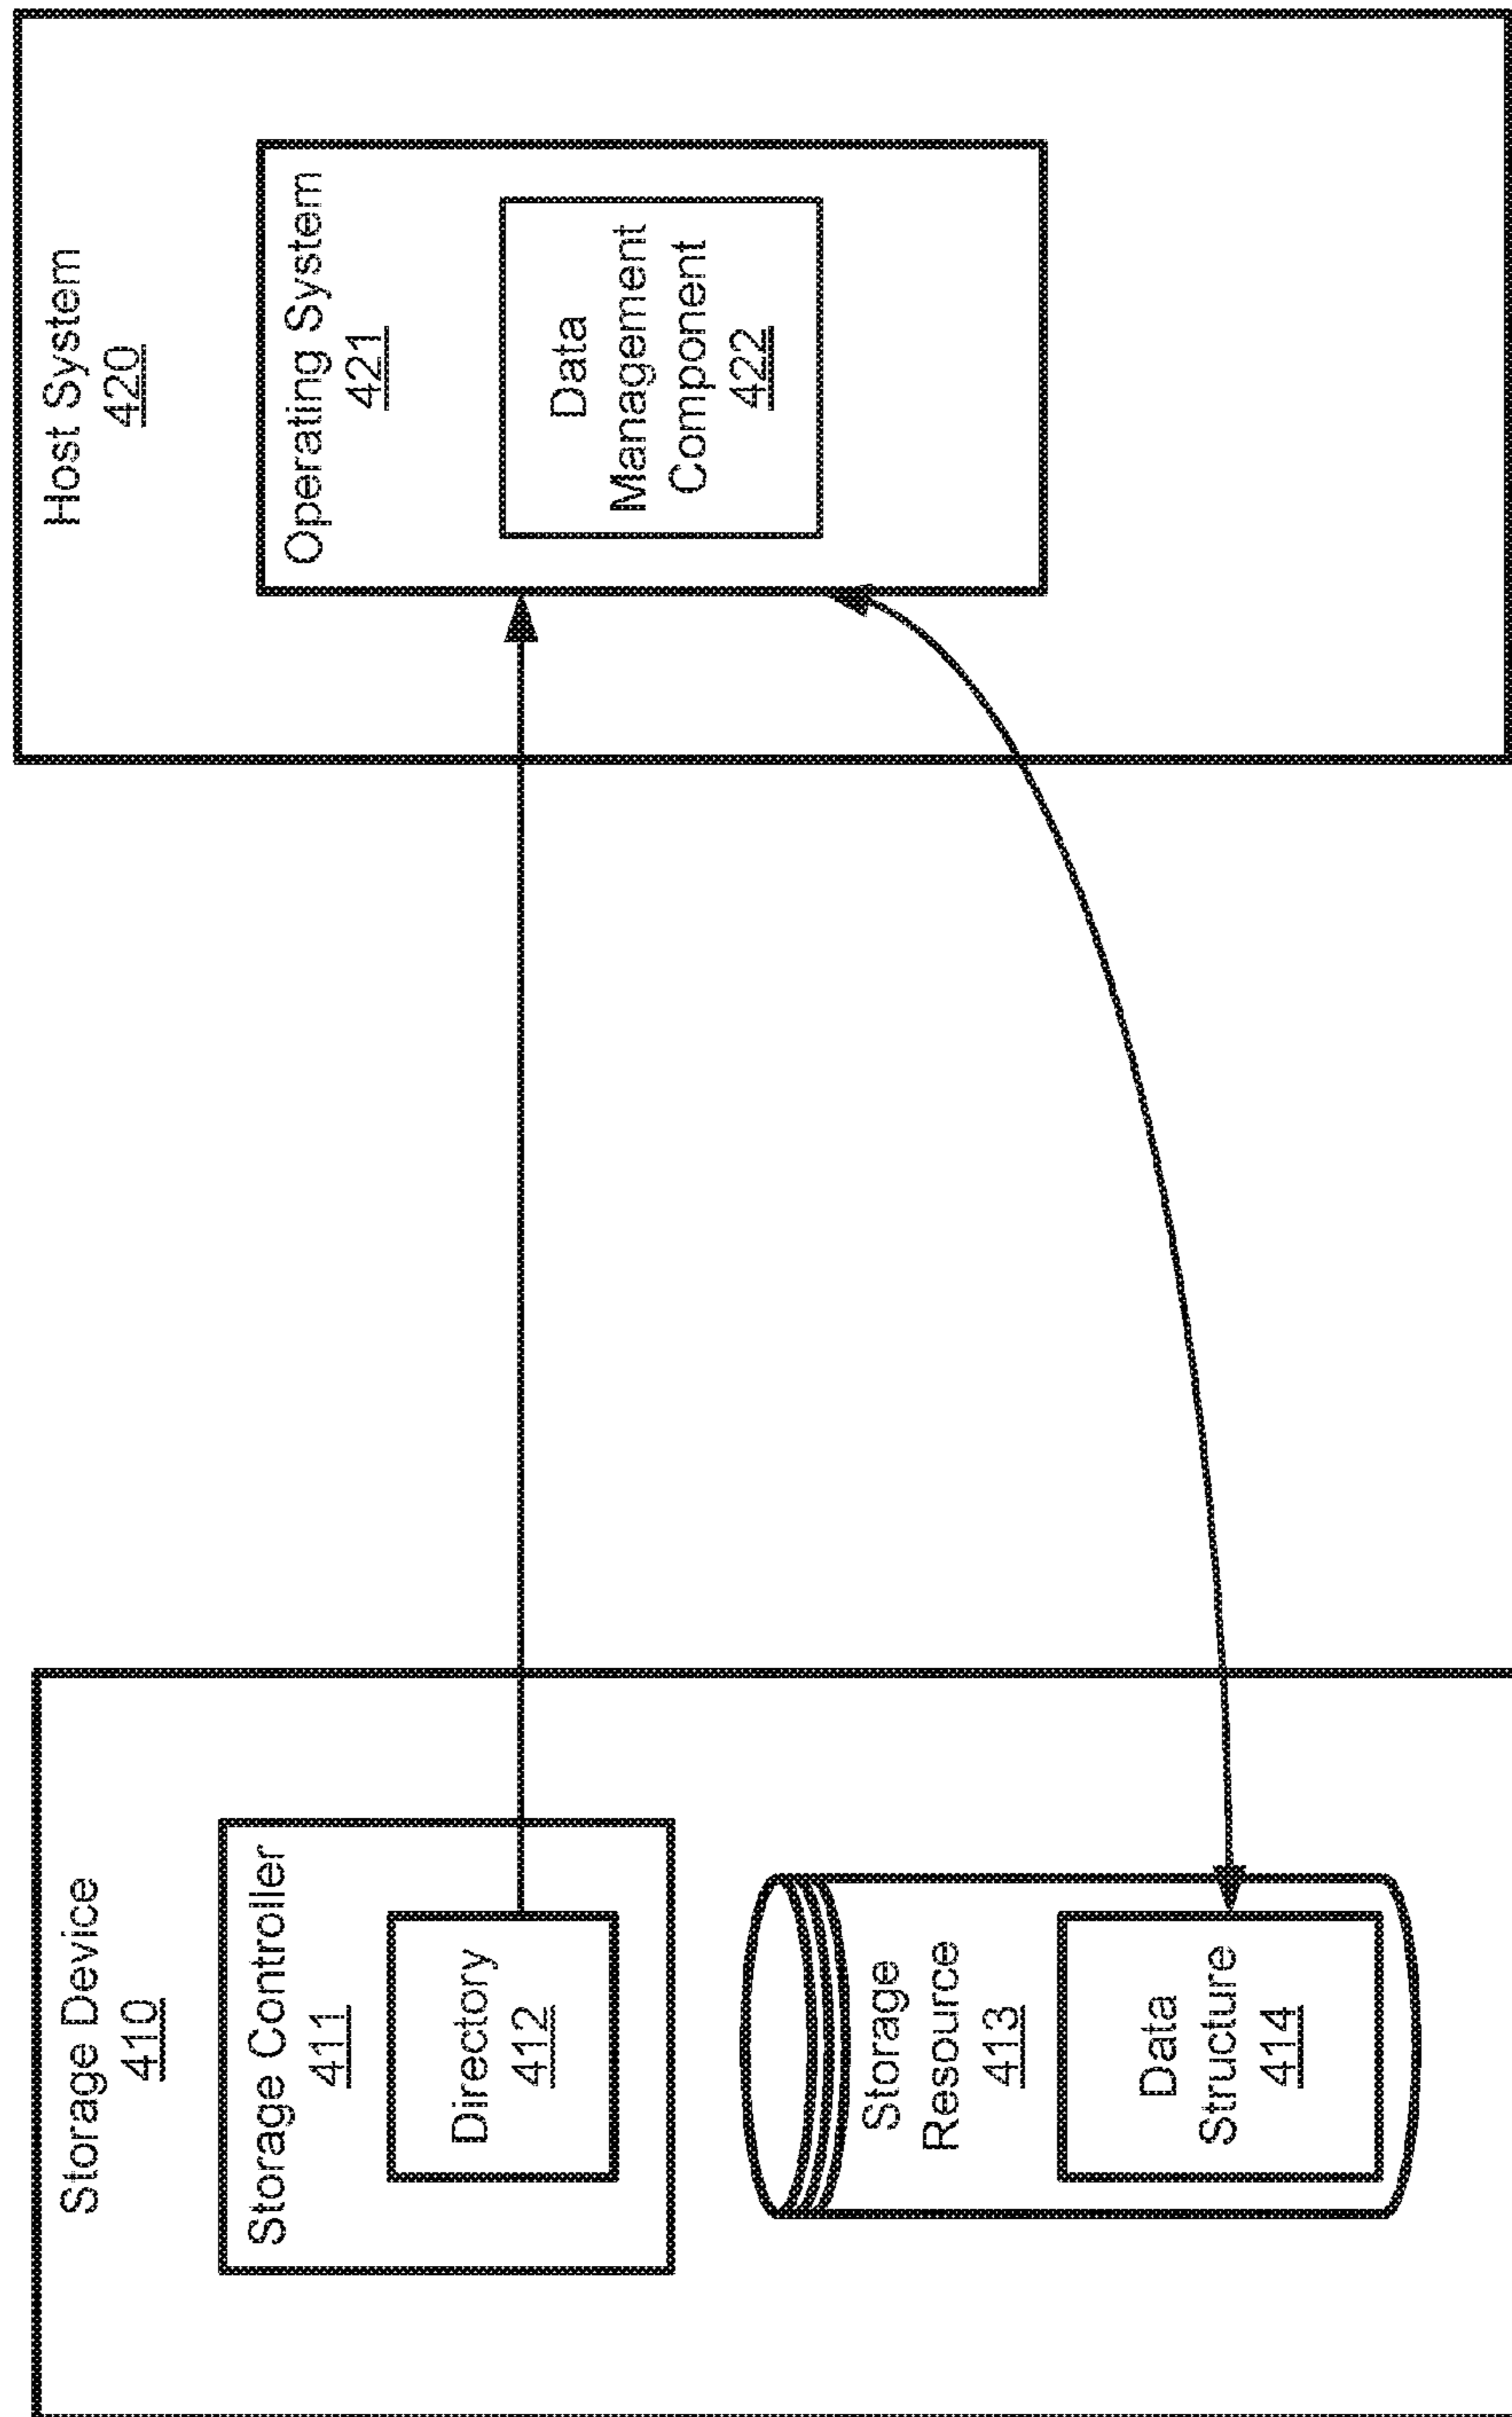 Storage Device
410
Storage Controller
411
Directory
412
Storage
Resource
413
Data
Structure
414
Host System
420
Operating System
421
Data
Management
Component
422